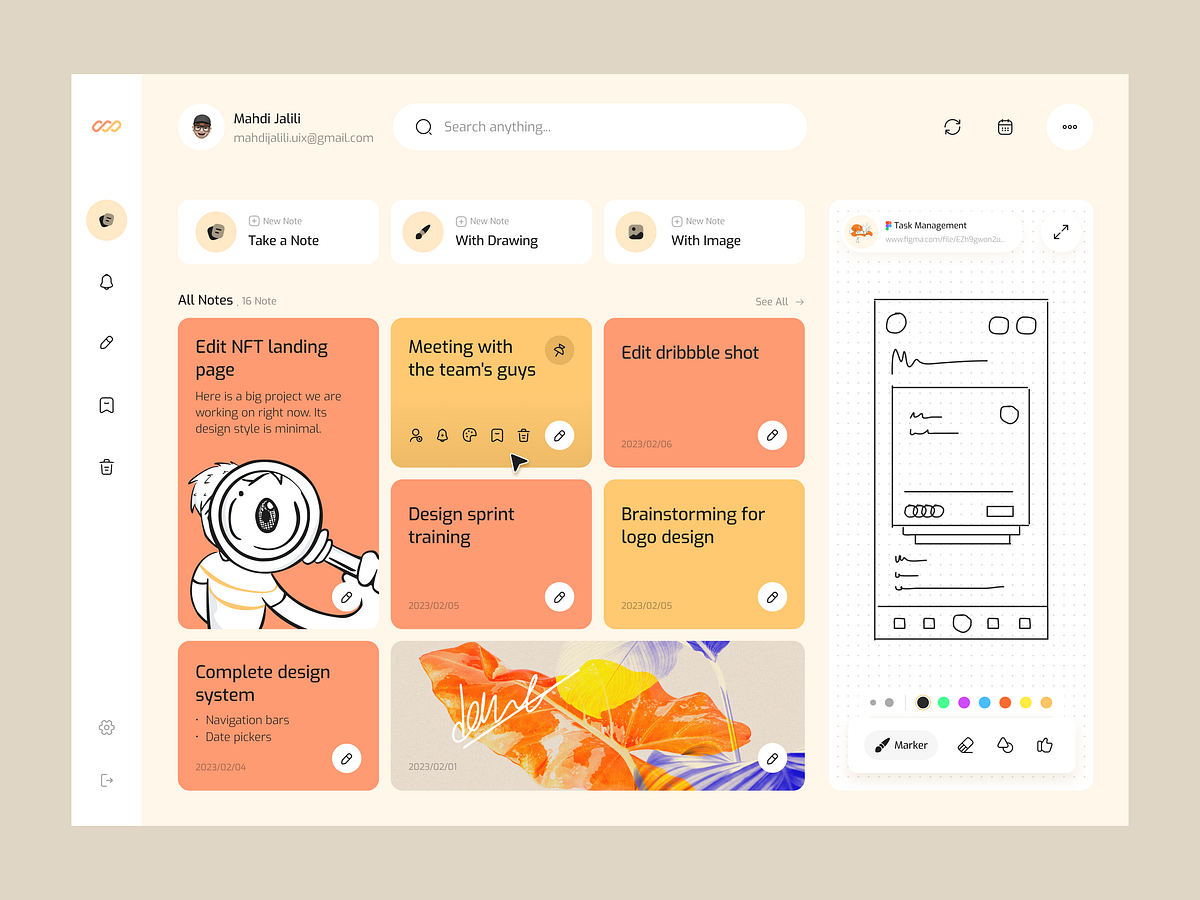 Mahdi Jalili
mahdijalili.uix@gmail.com
Search anything...
New Note
Take a Note
New Note
With Drawing
New Note
With Image
All Notes , 16 Note
See All →
Edit NFT landing
page
Here is a big project we are
working on right now. Its
design style is minimal.
Meeting with
the team's guys
Edit dribbble shot
2023/02/06
Design sprint
training
2023/02/05
Brainstorming for
logo design
2023/02/05
Complete design
system
• Navigation bars
• Date pickers
2023/02/04
2023/02/01
Task Management
www.figma.com/file/EZh9gwon2u...
Marker